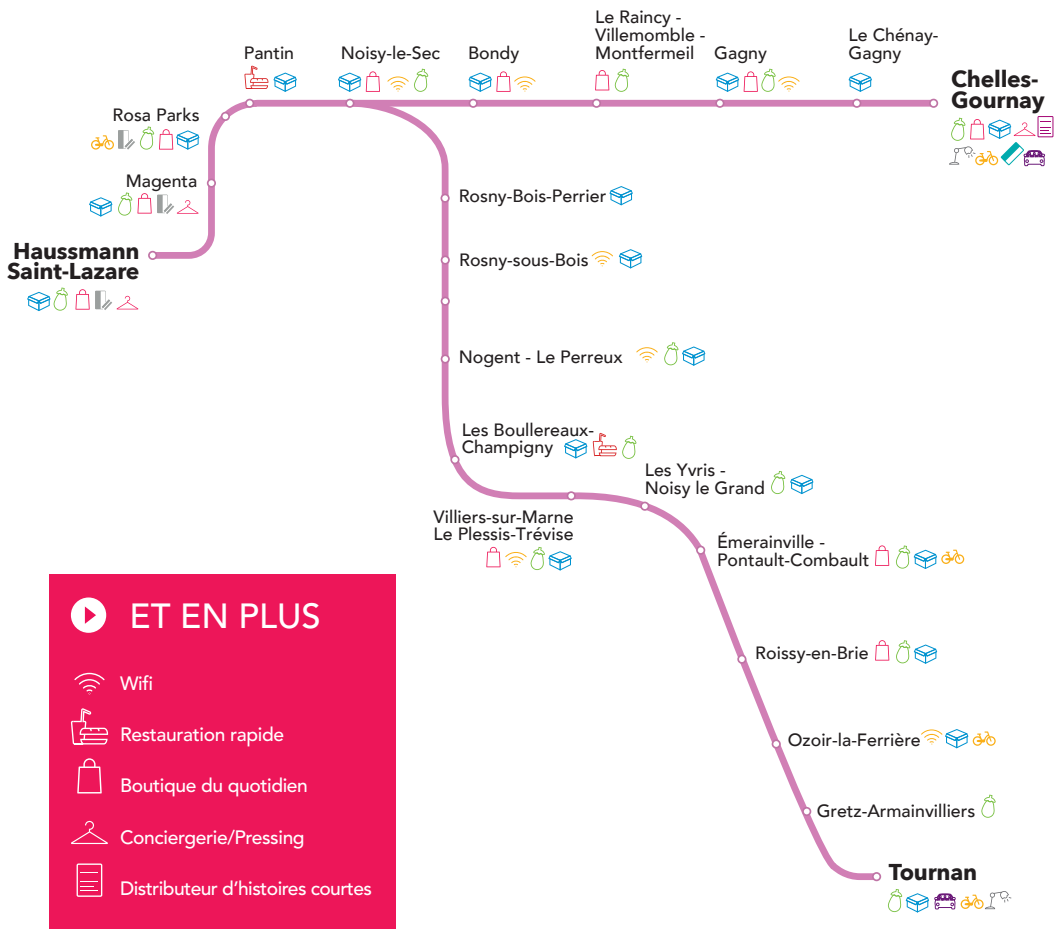 Le Raincy -
Villemomble -
Montfermeil
Pantin
Noisy-le-Sec
Bondy
Gagny
Le Chénay-
Gagny
Chelles-
Gournay
Rosa Parks
Magenta
Haussmann
Saint-Lazare
Rosny-Bois-Perrier
Rosny-sous-Bois
Nogent - Le Perreux
Les Boullereaux-
Champigny
Les Yvris -
Noisy le Grand
Villiers-sur-Marne
Le Plessis-Trévise
Émerainville -
Pontault-Combault
Roissy-en-Brie
Ozoir-la-Ferrière
Gretz-Armainvilliers
Tournan
ET EN PLUS
Wifi
Restauration rapide
Boutique du quotidien
Conciergerie/Pressing
Distributeur d'histoires courtes